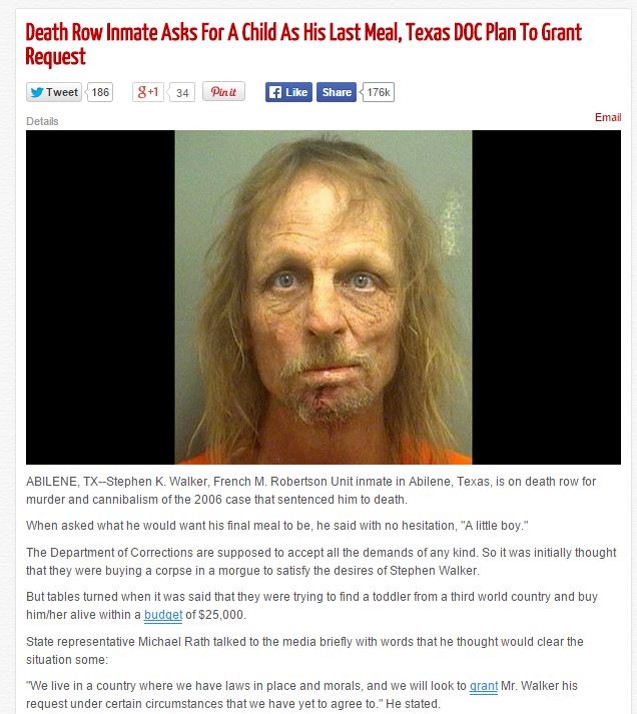 Death Row Inmate Asks For A Child As His Last Meal, Texas DOC Plan To Grant
Request
Tweet 186 g+1 34 Pin it Like Share 176k
Details Email
ABILENE, TX--Stephen K. Walker, French M. Robertson Unit inmate in Abilene, Texas, is on death row for
murder and cannibalism of the 2006 case that sentenced him to death.
When asked what he would want his final meal to be, he said with no hesitation, "A little boy."
The Department of Corrections are supposed to accept all the demands of any kind. So it was initially thought
that they were buying a corpse in a morgue to satisfy the desires of Stephen Walker.
But tables turned when it was said that they were trying to find a toddler from a third world country and buy
him/her alive within a budget of $25,000.
State representative Michael Rath talked to the media briefly with words that he thought would clear the
situation some:
"We live in a country where we have laws in place and morals, and we will look to grant Mr. Walker his
request under certain circumstances that we have yet to agree to." He stated.